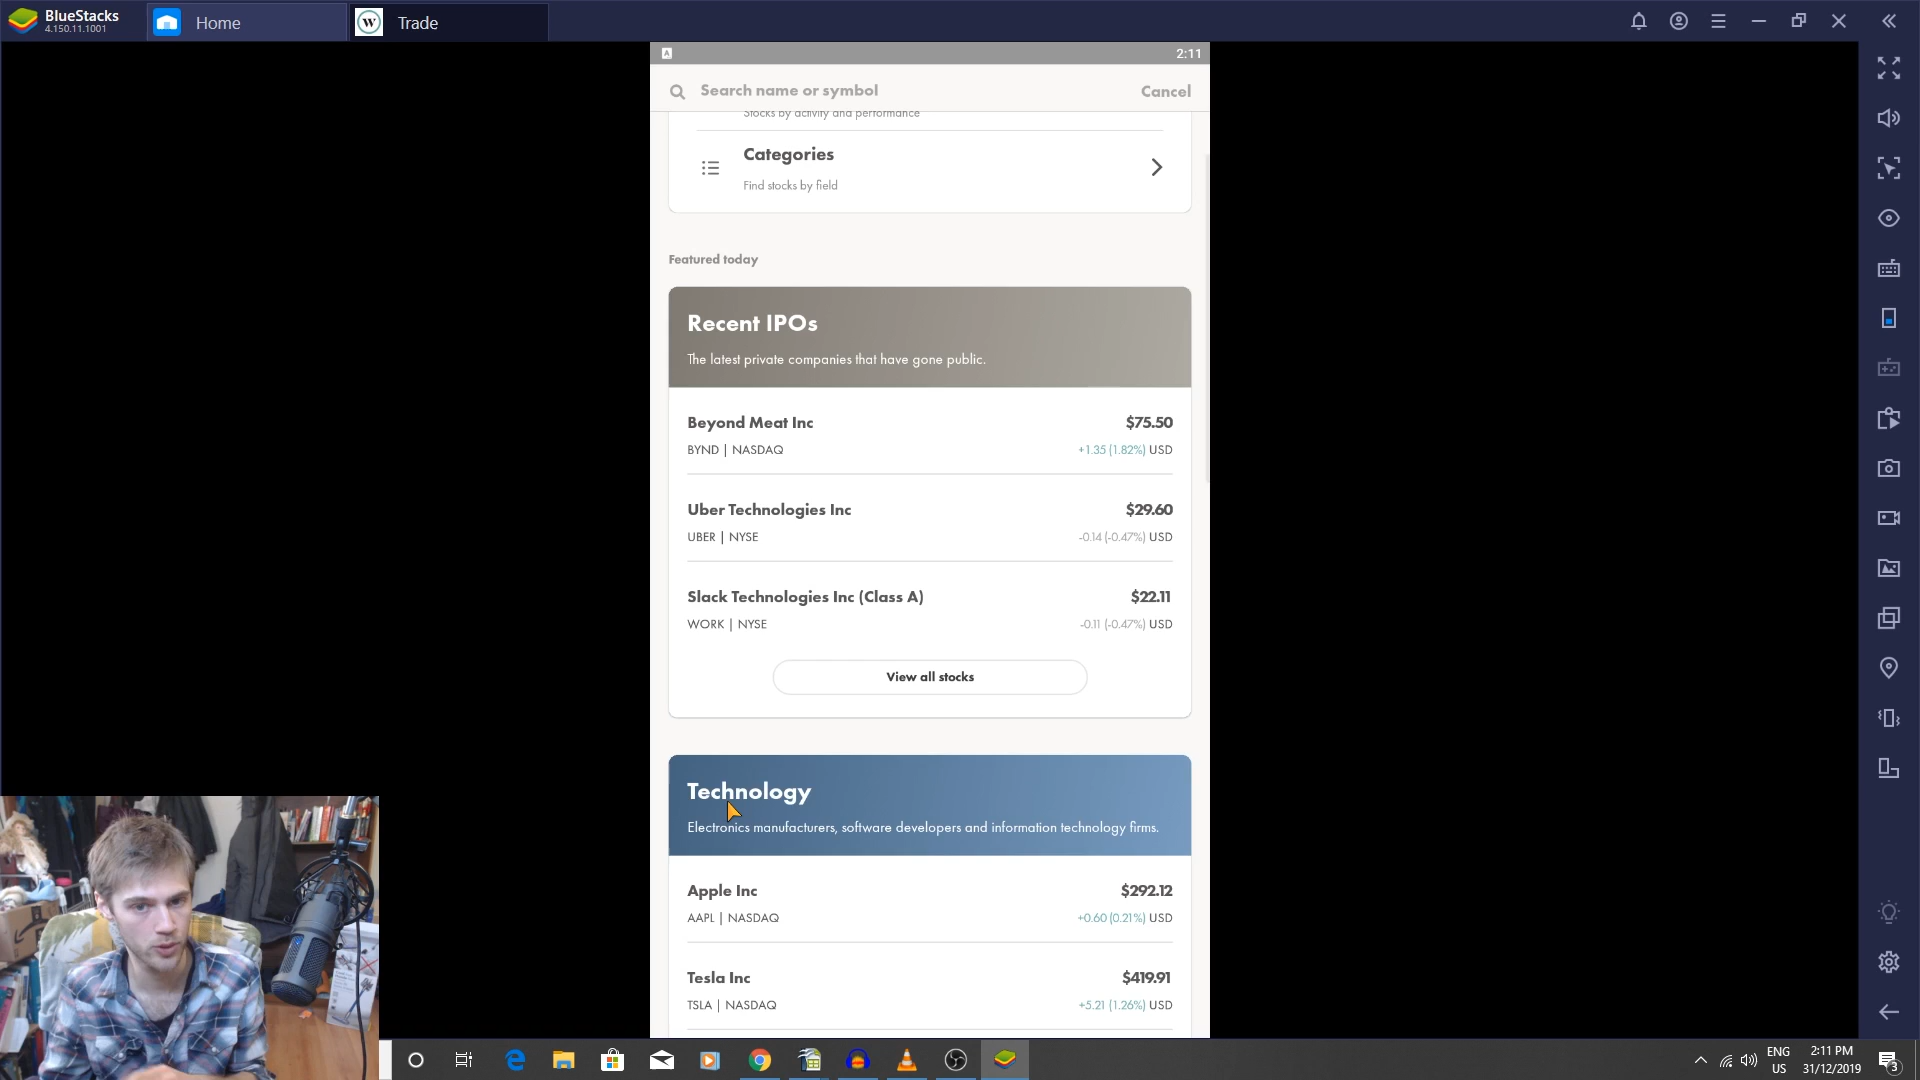 BlueStacks
4.150.11.1001
Home
W
Trade
A
2:11
Search name or symbol
Cancel
Stocks by activity and performance
Categories
Find stocks by field
Featured today
Recent IPOs
The latest private companies that have gone public.
Beyond Meat Inc
$75.50
BYND | NASDAQ
+1.35 (1.82%) USD
Uber Technologies Inc
$29.60
UBER | NYSE
-0.14 (-0.47%) USD
Slack Technologies Inc (Class A)
$22.11
WORK | NYSE
-0.11 (-0.47%) USD
View all stocks
Technology
Electronics manufacturers, software developers and information technology firms.
Apple Inc
$292.12
AAPL | NASDAQ
+0.60 (0.21%) USD
Tesla Inc
$419.91
TSLA | NASDAQ
+5.21 (1.26%) USD
ENG
US
2:11 PM
31/12/2019
3